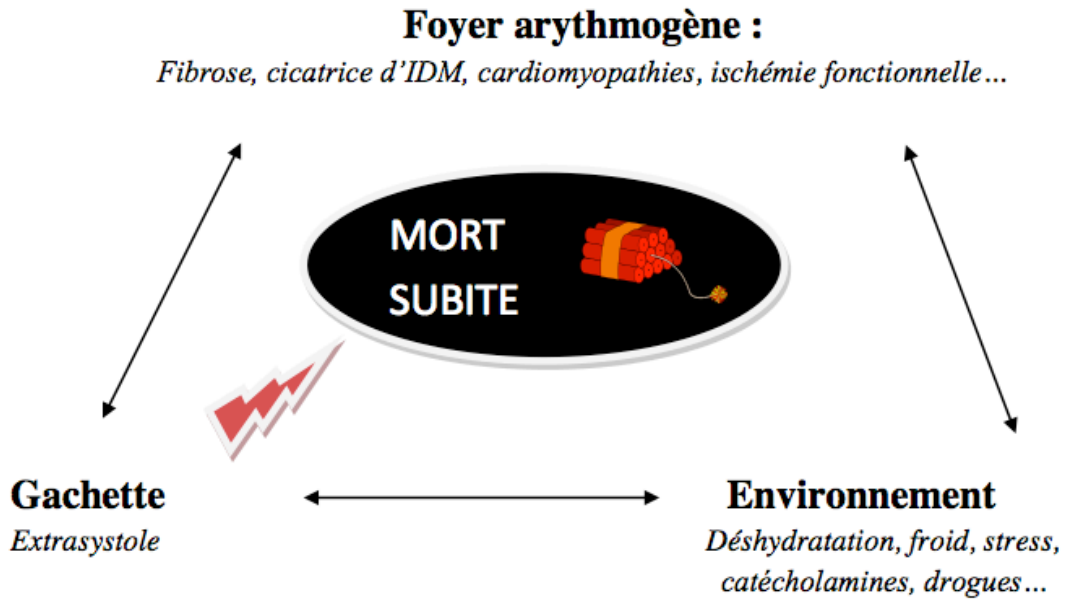 Foyer arythmogène :
Fibrose, cicatrice d'IDM, cardiomyopathies, ischémie fonctionnelle…
MORT
SUBITE
Gachette
Extrasystole
Environnement
Déshydratation, froid, stress,
catécholamines, drogues…